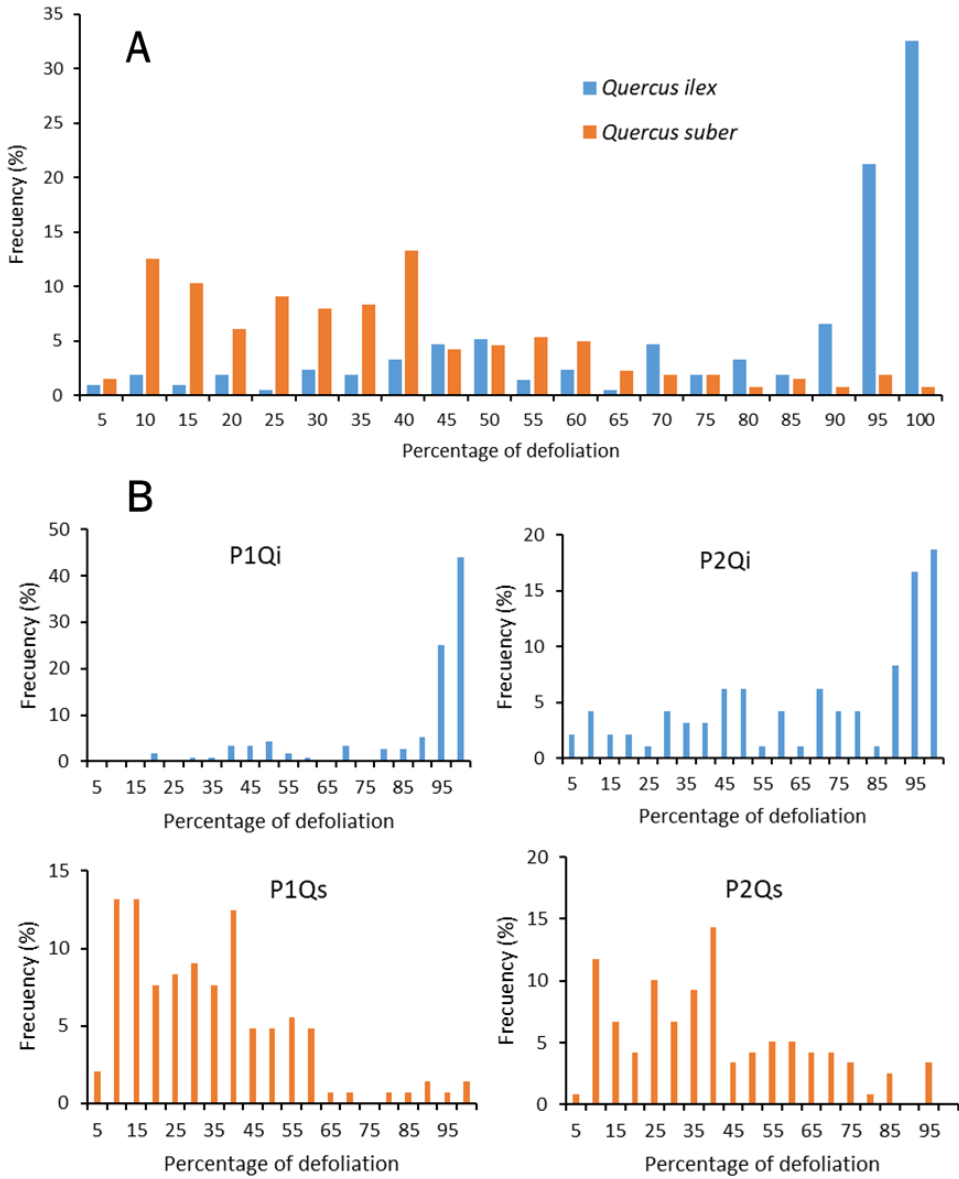 A
Quercus ilex
Quercus suber
Frecuency (%)
35
30
25
20
15
10
5
0
5 10 15 20 25 30 35 40 45 50 55 60 65 70 75 80 85 90 95 100
Percentage of defoliation
B
P1Qi
Frecuency (%)
50
40
30
20
10
0
5 15 25 35 45 55 65 75 85 95
Percentage of defoliation
P2Qi
Frecuency (%)
20
15
10
5
0
5 15 25 35 45 55 65 75 85 95
Percentage of defoliation
P1Qs
Frecuency (%)
15
10
5
0
5 15 25 35 45 55 65 75 85 95
Percentage of defoliation
P2Qs
Frecuency (%)
20
15
10
5
0
5 15 25 35 45 55 65 75 85 95
Percentage of defoliation